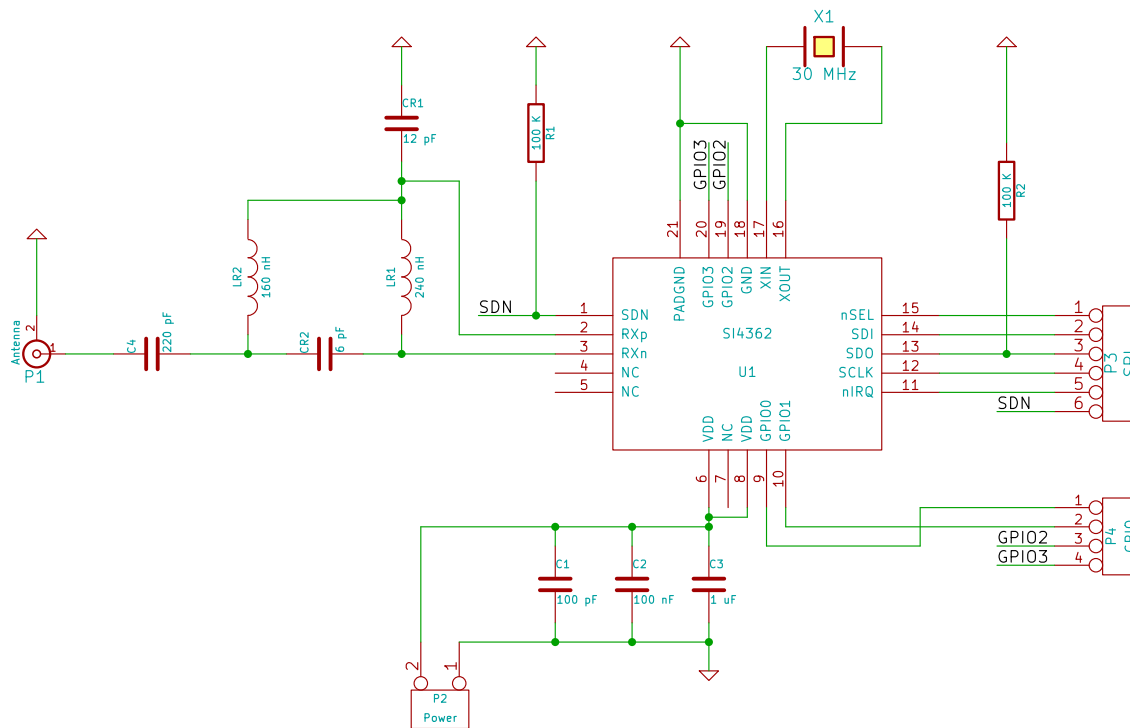 X1
30 MHz
CR1
12 pF
100 K
R1
GPIO3
GPIO2
100 K
R2
21
20
19
18
17
16
PADGND
GPIO3
GPIO2
GND
XIN
XOUT
LR2
160 nH
LR1
240 nH
SDN
1
SDN
2
RXp
3
RXn
4
NC
5
NC
SI4362
U1
nSEL
15
SDI
14
SDO
13
SCLK
12
nIRQ
11
1
2
3
4
5
6
SDN
P3
Antenna
2
1
P1
C4
220 pF
CR2
6 pF
VDD
NC
VDD
GPIO0
GPIO1
6
7
8
9
10
1
2
3
4
GPIO2
GPIO3
P4
C1
100 pF
C2
100 nF
C3
1 uF
2
1
P2
Power